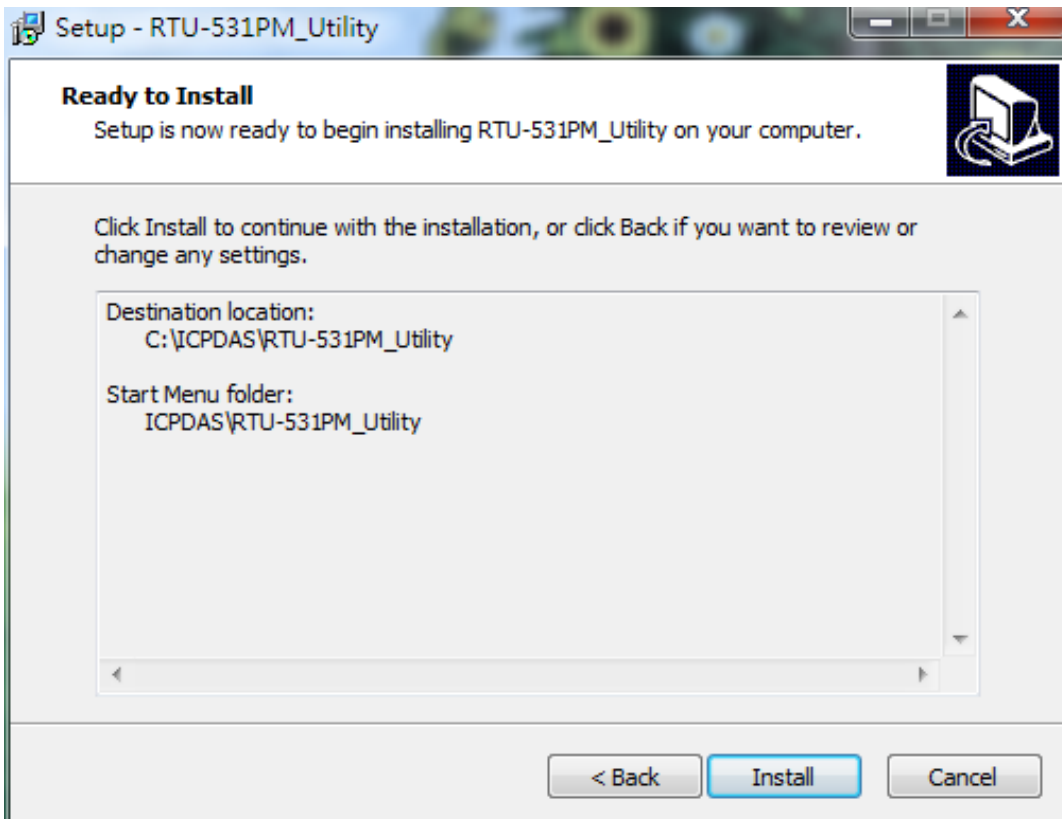 Setup - RTU-531PM_Utility
Ready to Install
Setup is now ready to begin installing RTU-531PM_Utility on your computer.
Click Install to continue with the installation, or click Back if you want to review or
change any settings.
Destination location:
C:\ICPDAS\RTU-531PM_Utility
Start Menu folder:
ICPDAS\RTU-531PM_Utility
< Back
Install
Cancel